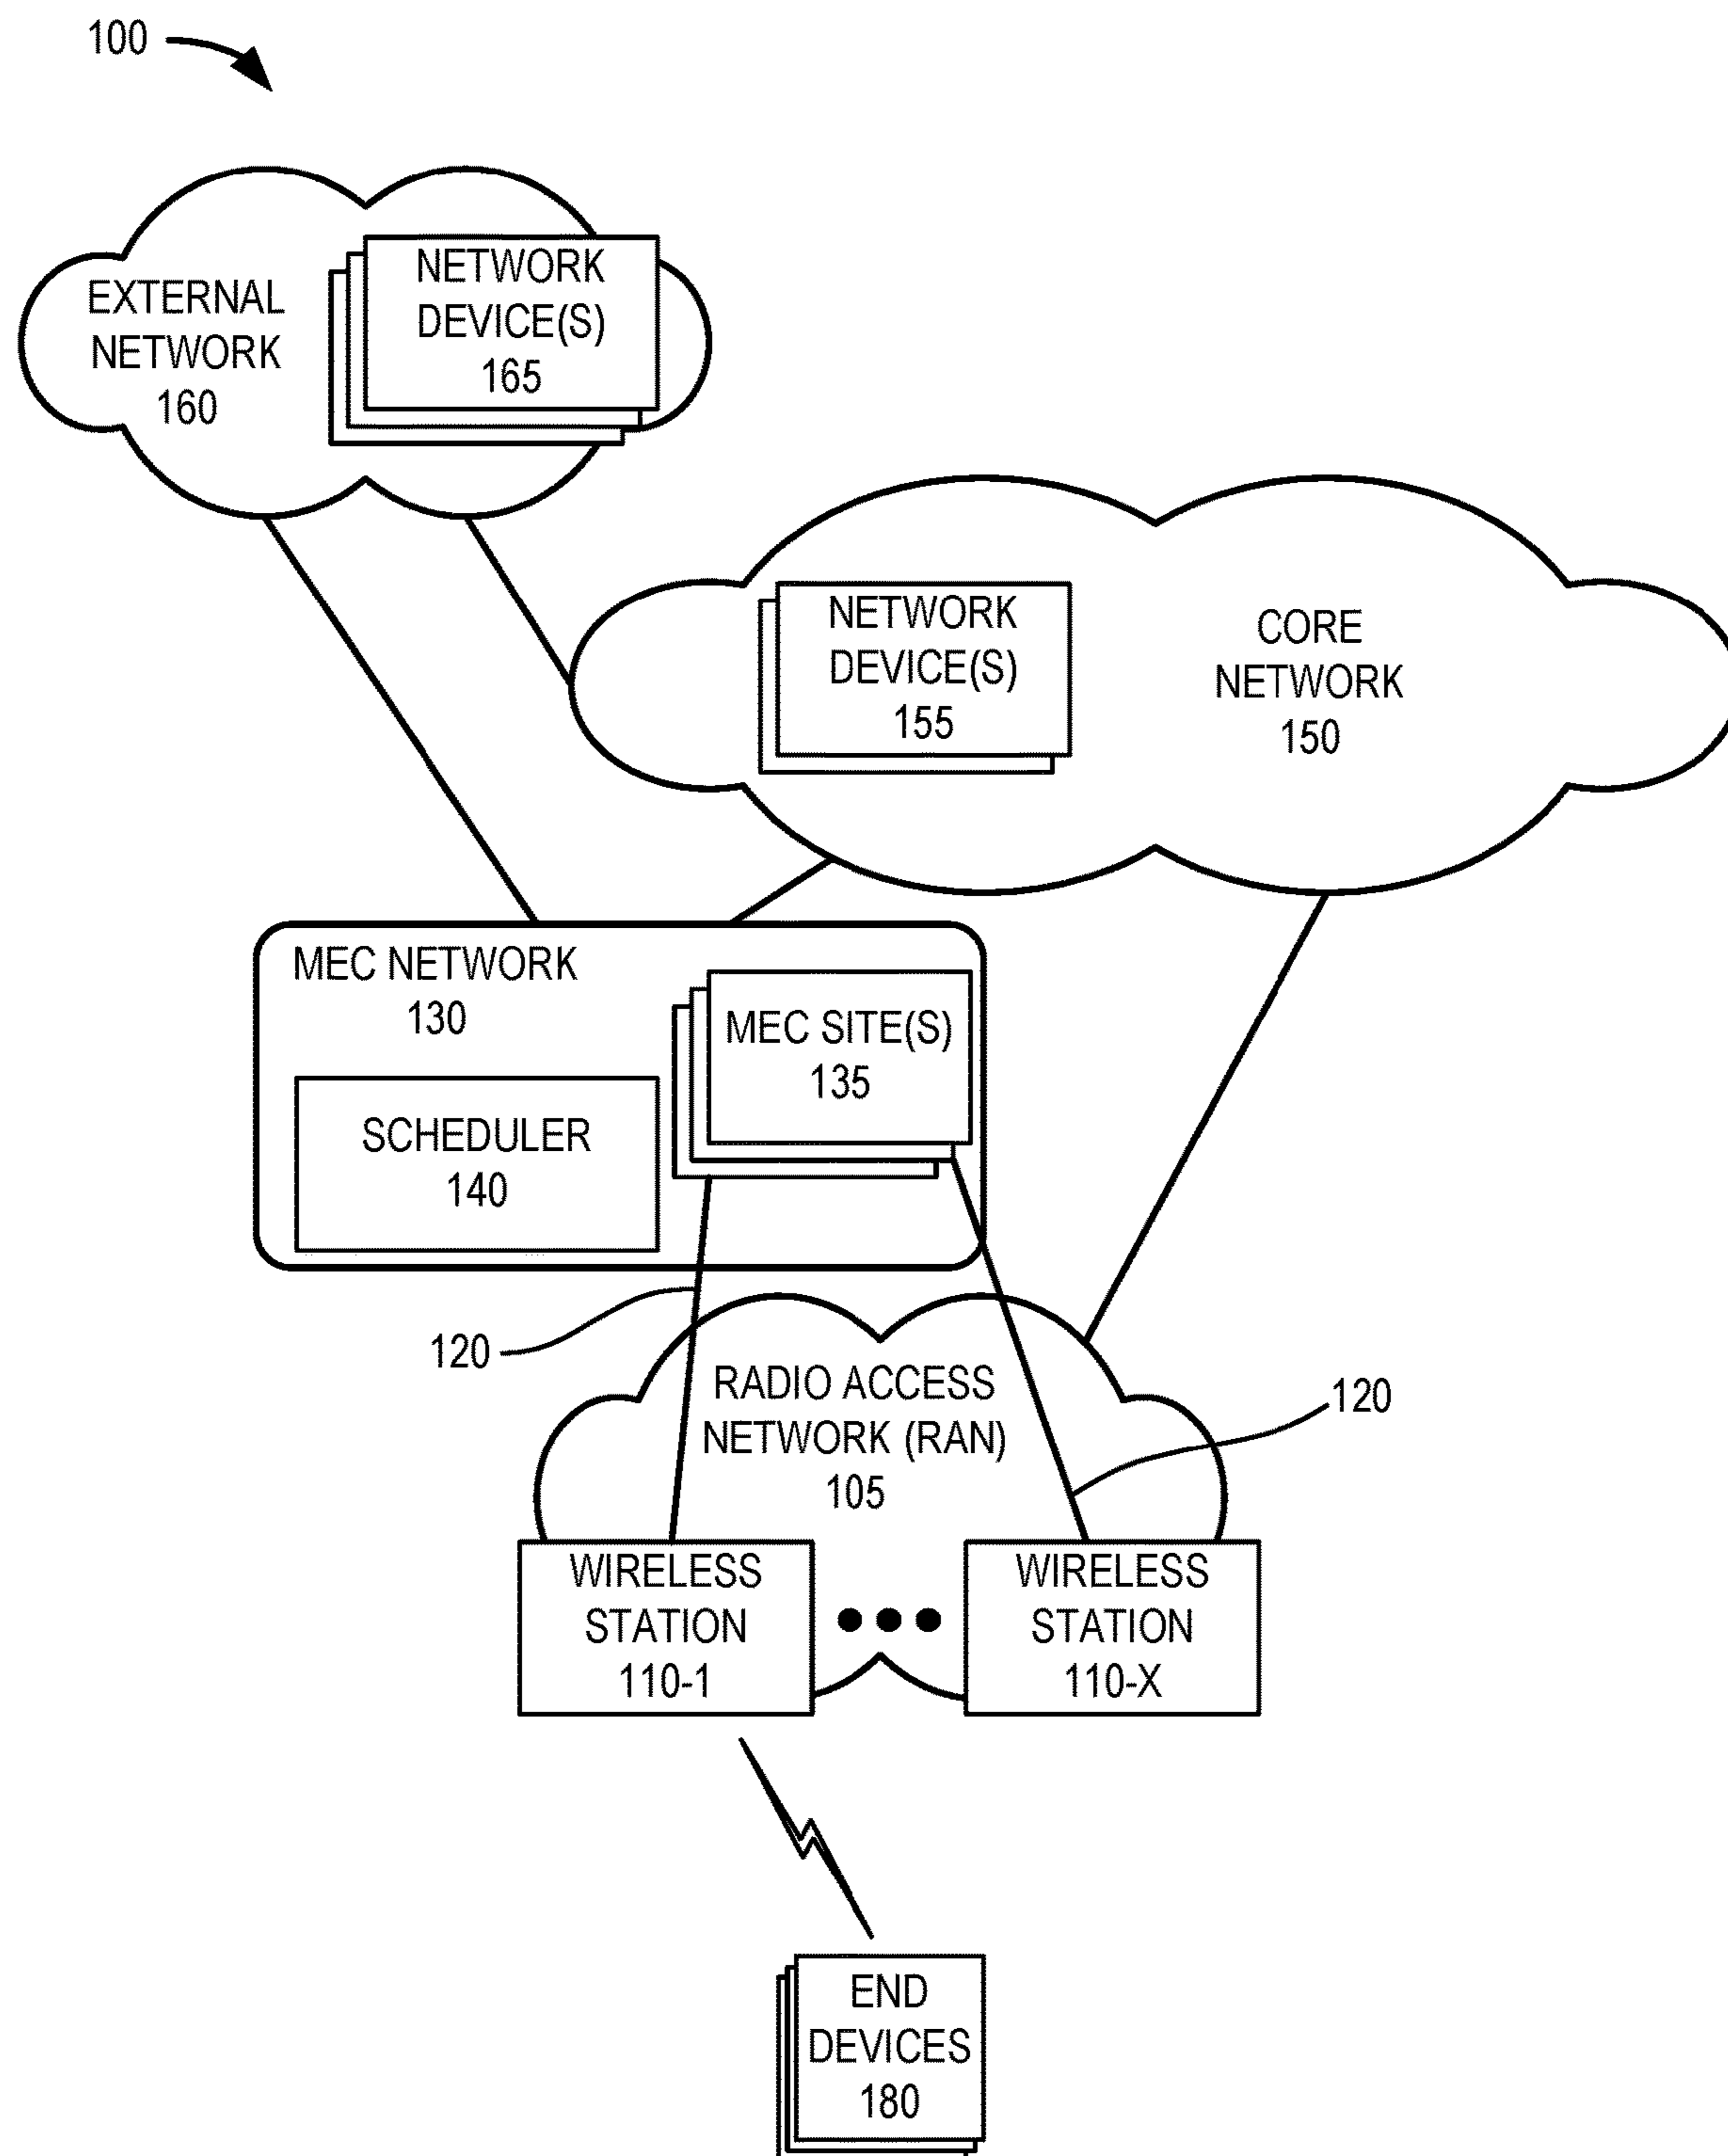 100
EXTERNAL
NETWORK
160
NETWORK
DEVICE(S)
165
NETWORK
DEVICE(S)
155
CORE
NETWORK
150
MEC NETWORK
130
MEC SITE(S)
135
SCHEDULER
140
120
RADIO ACCESS
NETWORK (RAN)
105
120
WIRELESS
STATION
110-1
WIRELESS
STATION
110-X
END
DEVICES
180